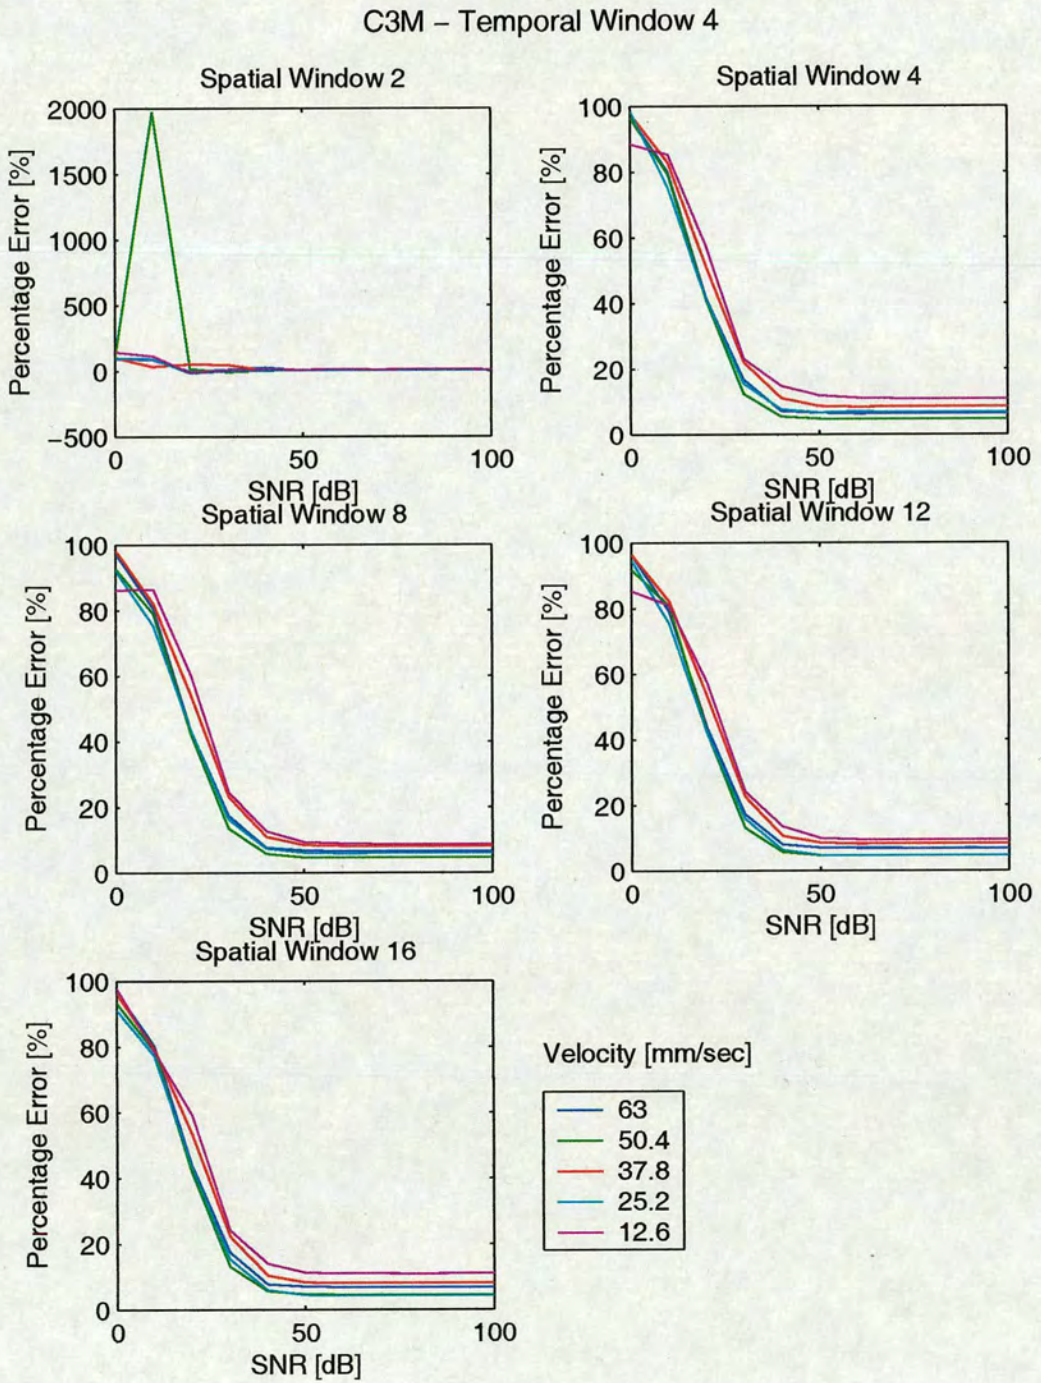 C3M – Temporal Window 4
Spatial Window 2
Percentage Error [%]
2000
1500
1000
500
0
−500
0
50
100
SNR [dB]
Spatial Window 4
Percentage Error [%]
100
80
60
40
20
0
0
50
100
SNR [dB]
Spatial Window 8
Percentage Error [%]
100
80
60
40
20
0
0
50
100
SNR [dB]
Spatial Window 12
Percentage Error [%]
100
80
60
40
20
0
0
50
100
SNR [dB]
Spatial Window 16
Percentage Error [%]
100
80
60
40
20
0
0
50
100
SNR [dB]
Velocity [mm/sec]
63
50.4
37.8
25.2
12.6